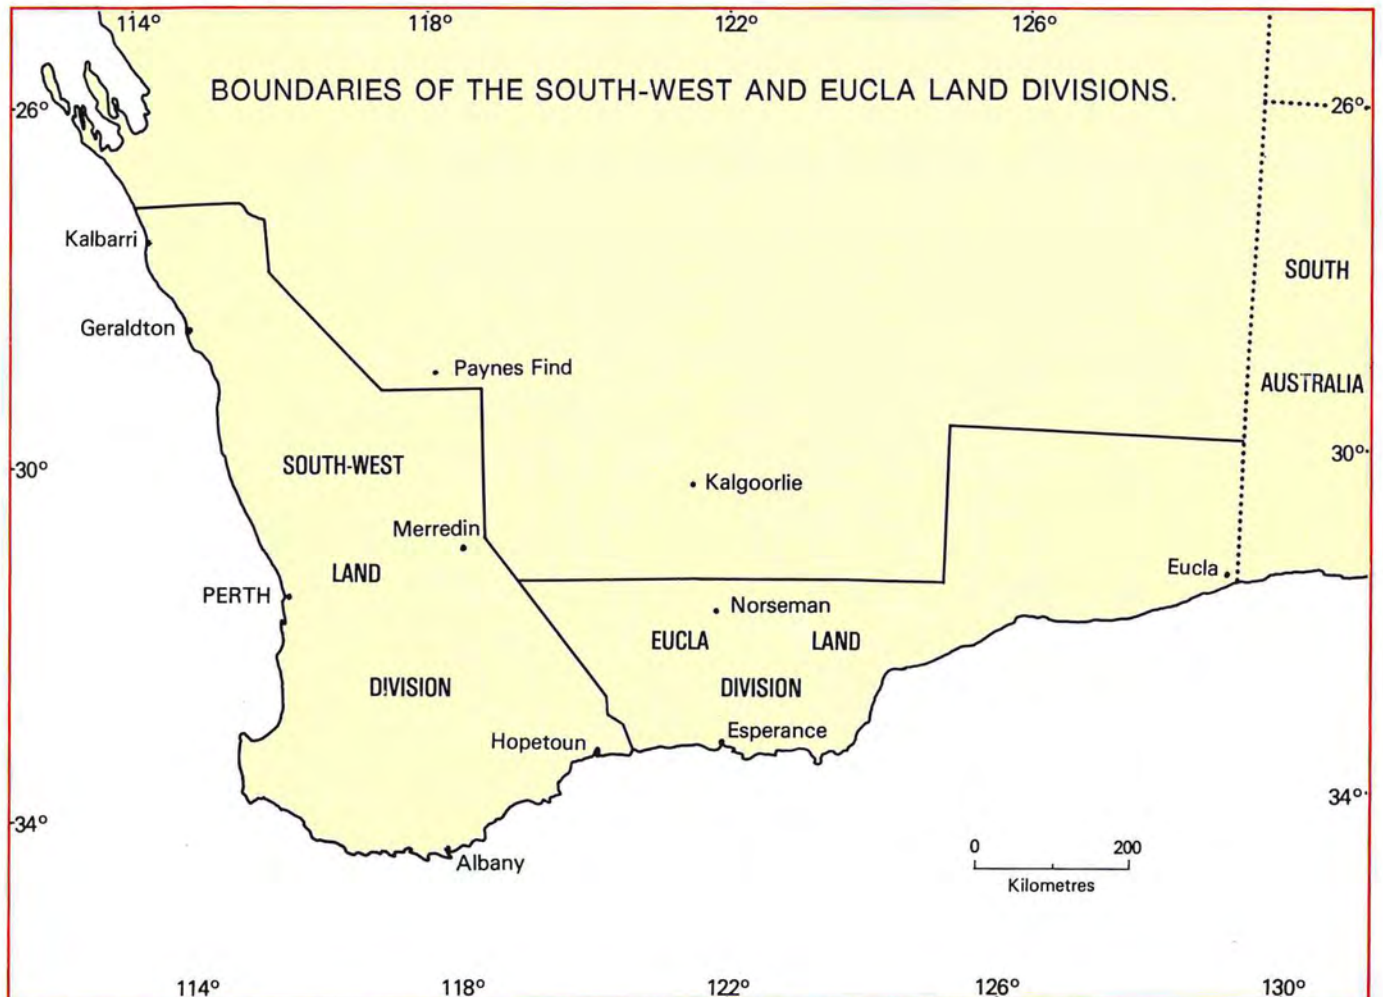 114° 118° 122° 126°
BOUNDARIES OF THE SOUTH-WEST AND EUCLA LAND DIVISIONS.
26° 26°
Kalbarri
SOUTH
Geraldton
Paynes Find
AUSTRALIA
30° 30°
SOUTH-WEST
Kalgoorlie
Merredin
Eucla
LAND
PERTH
Norseman
EUCLA LAND
DIVISION
DIVISION
Esperance
Hopetoun
34° 34°
0 200
Kilometres
Albany
114° 118° 122° 126° 130°